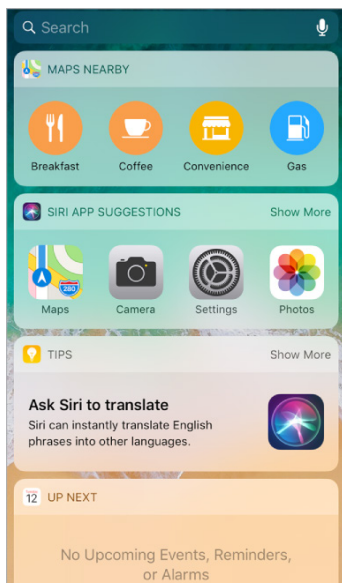 Search
MAPS NEARBY
Breakfast Coffee Convenience Gas
SIRI APP SUGGESTIONS Show More
280
Maps Camera Settings Photos
TIPS Show More
Ask Siri to translate
Siri can instantly translate English
phrases into other languages.
12 UP NEXT
No Upcoming Events, Reminders,
or Alarms